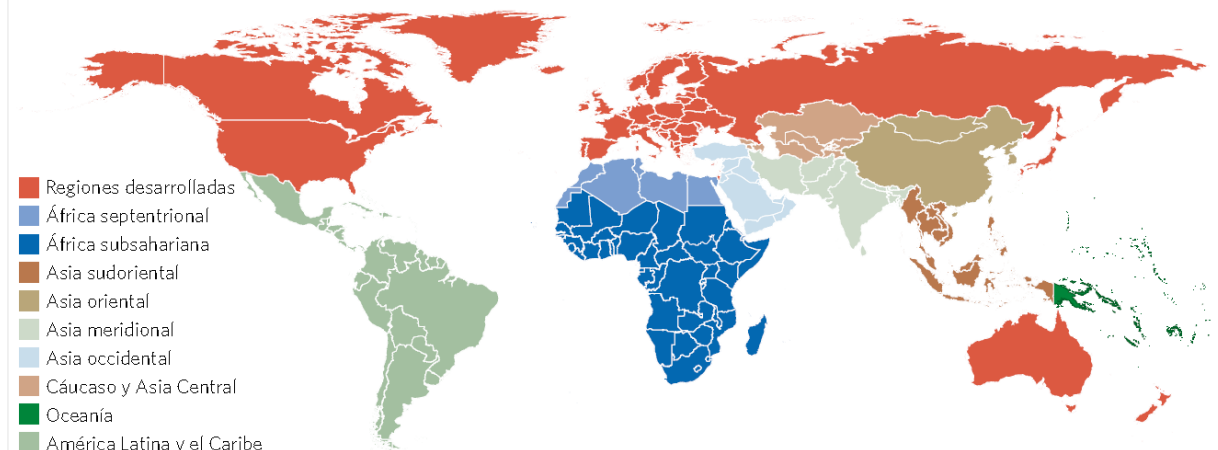 Regiones desarrolladas
África septentrional
África subsahariana
Asia sudoriental
Asia oriental
Asia meridional
Asia occidental
Cáucaso y Asia Central
Oceanía
América Latina y el Caribe